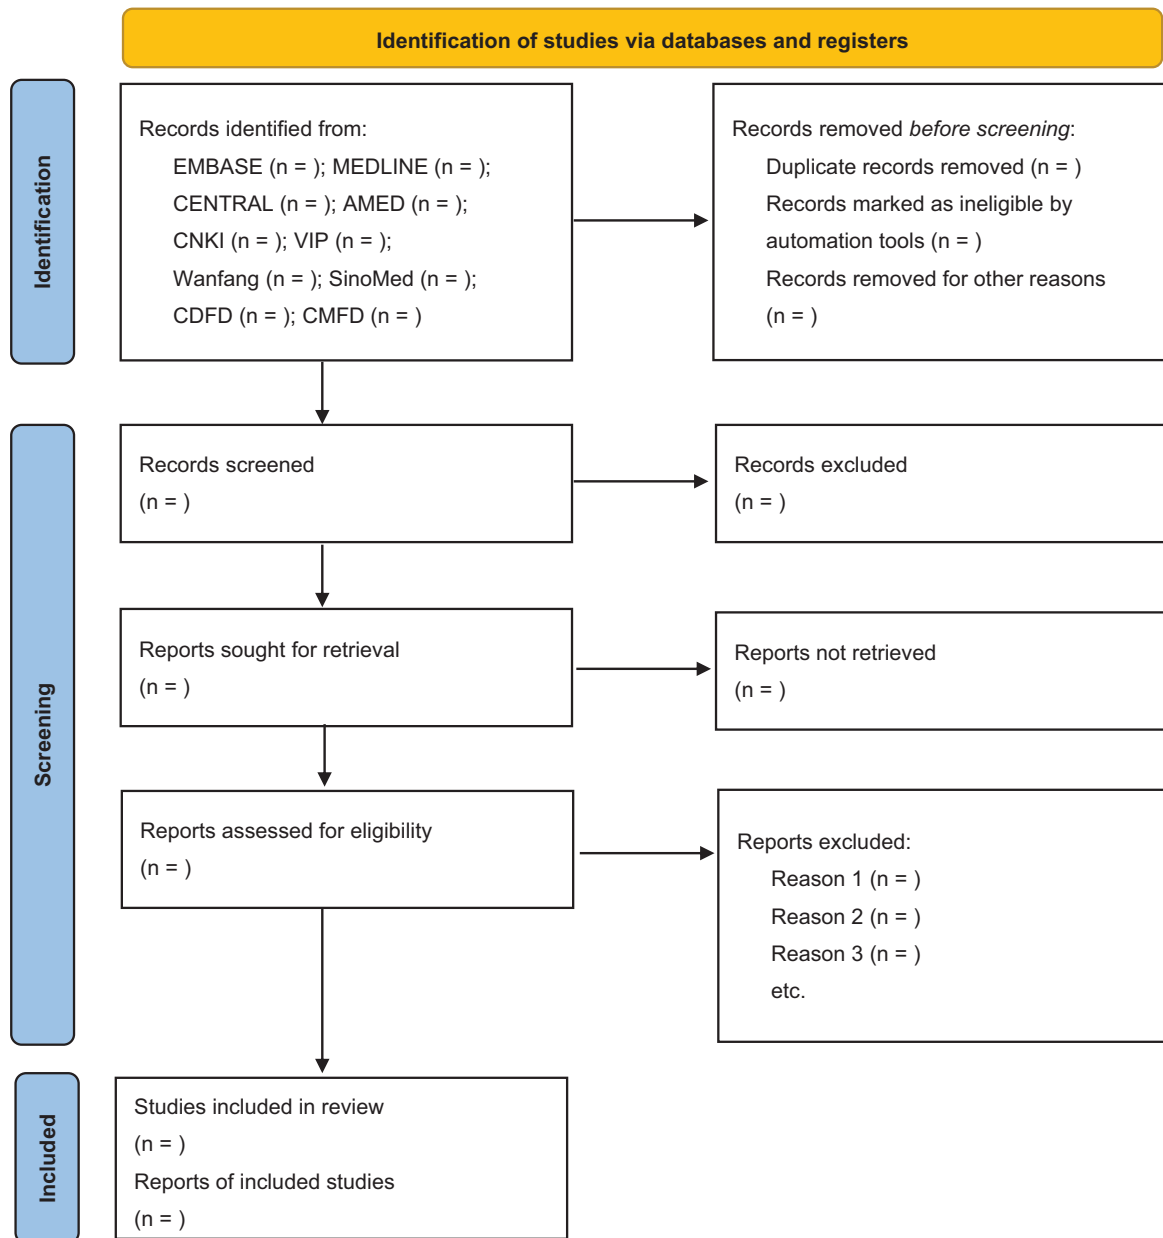 Identification of studies via databases and registers
Identification
Records identified from:
EMBASE (n = ); MEDLINE (n = );
CENTRAL (n = ); AMED (n = );
CNKI (n = ); VIP (n = );
Wanfang (n = ); SinoMed (n = );
CDFD (n = ); CMFD (n = )
Records removed before screening:
Duplicate records removed (n = )
Records marked as ineligible by
automation tools (n = )
Records removed for other reasons
(n = )
Screening
Records screened
(n = )
Records excluded
(n = )
Reports sought for retrieval
(n = )
Reports not retrieved
(n = )
Reports assessed for eligibility
(n = )
Reports excluded:
Reason 1 (n = )
Reason 2 (n = )
Reason 3 (n = )
etc.
Included
Studies included in review
(n = )
Reports of included studies
(n = )